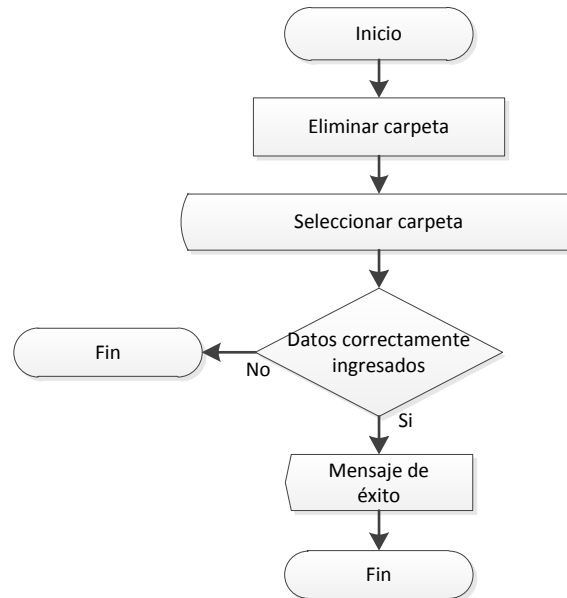 Inicio
Eliminar carpeta
Seleccionar carpeta
Datos correctamente
ingresados
Fin
No
Si
Mensaje de
éxito
Fin